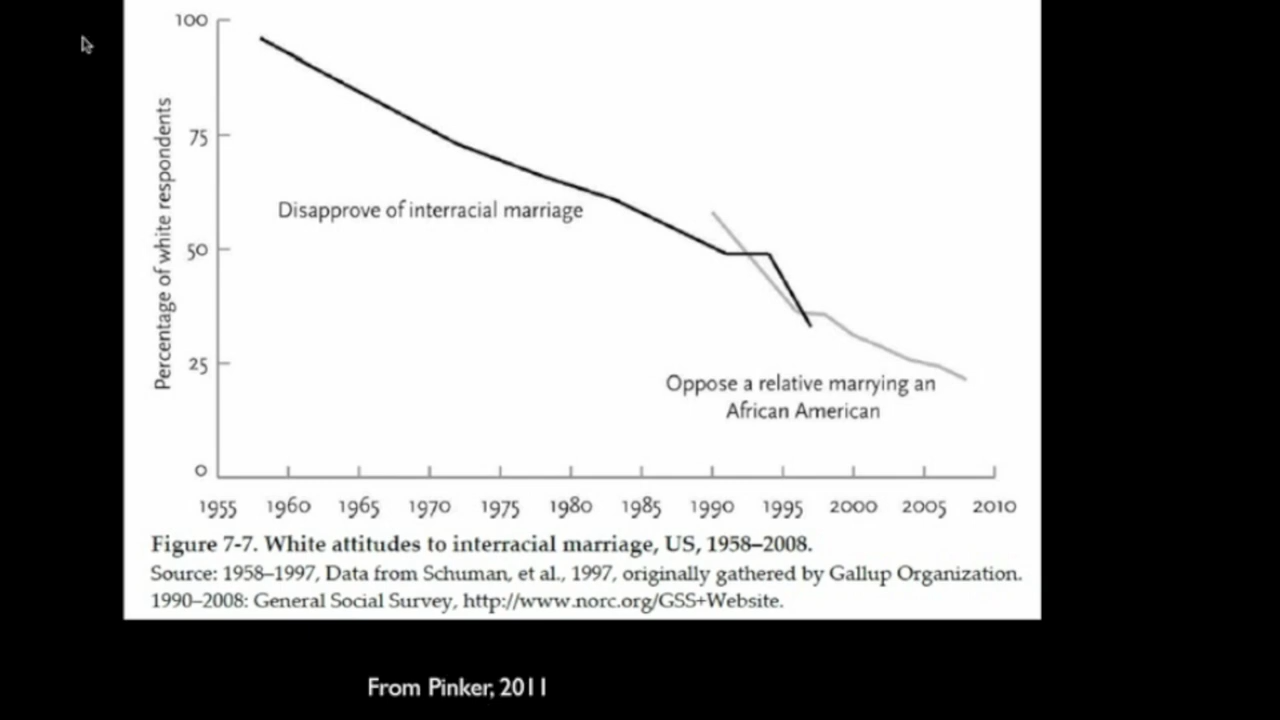 100
75
50
25
0
Percentage of white respondents
Disapprove of interracial marriage
Oppose a relative marrying an
African American
1955 1960 1965 1970 1975 1980 1985 1990 1995 2000 2005 2010
Figure 7-7. White attitudes to interracial marriage, US, 1958–2008.
Source: 1958–1997, Data from Schuman, et al., 1997, originally gathered by Gallup Organization.
1990–2008: General Social Survey, http://www.norc.org/GSS+Website.
From Pinker, 2011